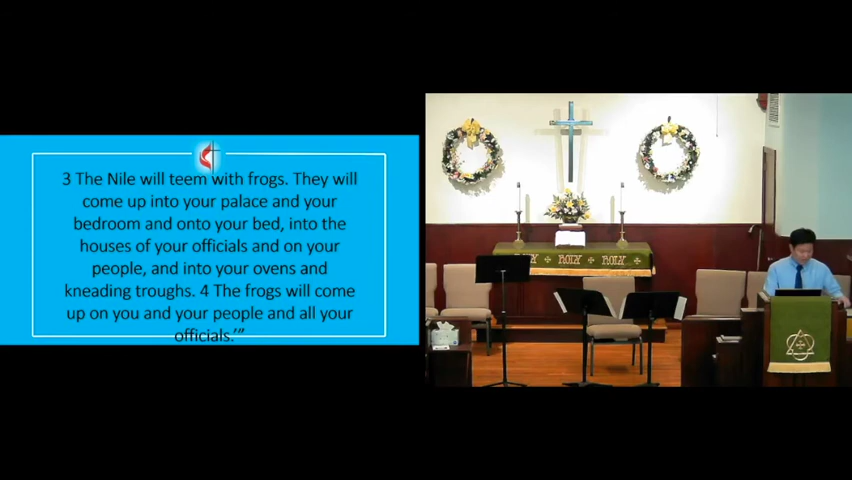 3 The Nile will teem with frogs. They will
come up into your palace and your
bedroom and onto your bed, into the
houses of your officials and on your
people, and into your ovens and
kneading troughs. 4 The frogs will come
up on you and your people and all your
officials.'”
HOLY HOLY HOLY